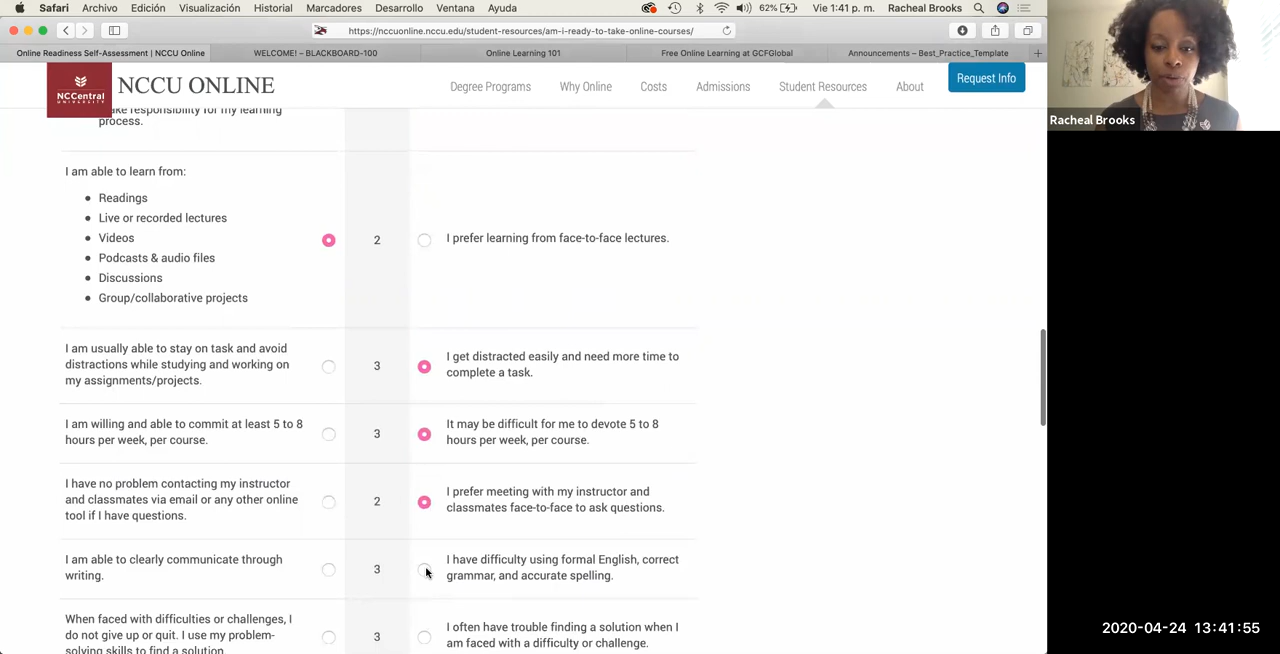 Safari Archivo Edición Visualización Historial Marcadores Desarrollo Ventana Ayuda 62% Vie 1:41 p. Racheal Brooks
https://nccuonline.nccu.edu/student-resources/am-i-ready-to-take-online-courses/
Online Readiness Self-Assessment | NCCU Online WELCOME! – BLACKBOARD-100 Online Learning 101 Free Online Learning at GCFGlobal Announcements – Best_Practice_Template
NCCentral
UNIVERSITY
NCCU ONLINE
Degree Programs Why Online Costs Admissions Student Resources About Request Info
Racheal Brooks
take responsibility for my learning
process.
I am able to learn from:
• Readings
• Live or recorded lectures
• Videos
• Podcasts & audio files
• Discussions
• Group/collaborative projects
2
I prefer learning from face-to-face lectures.
I am usually able to stay on task and avoid
distractions while studying and working on
my assignments/projects.
3
I get distracted easily and need more time to
complete a task.
I am willing and able to commit at least 5 to 8
hours per week, per course.
3
It may be difficult for me to devote 5 to 8
hours per week, per course.
I have no problem contacting my instructor
and classmates via email or any other online
tool if I have questions.
2
I prefer meeting with my instructor and
classmates face-to-face to ask questions.
I am able to clearly communicate through
writing.
3
I have difficulty using formal English, correct
grammar, and accurate spelling.
When faced with difficulties or challenges, I
do not give up or quit. I use my problem-
solving skills to find a solution.
3
I often have trouble finding a solution when I
am faced with a difficulty or challenge.
2020-04-24 13:41:55